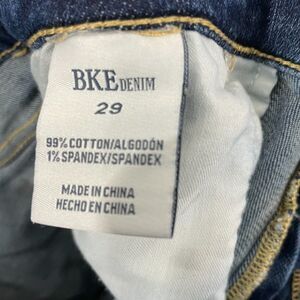 BKE DENIM
29
99% COTTON/ALGODÓN
1% SPANDEX/SPANDEX
MADE IN CHINA
HECHO EN CHINA